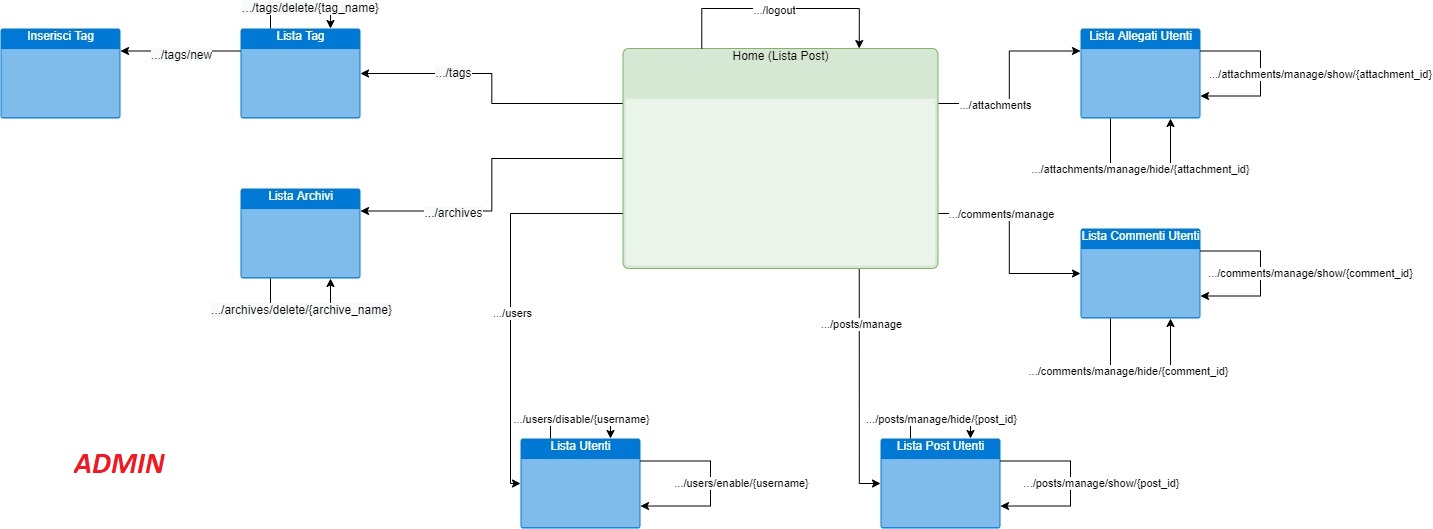 .../tags/delete/{tag_name}
.../logout
Inserisci Tag
Lista Tag
Lista Allegati Utenti
.../tags/new
Home (Lista Post)
.../tags
.../attachments/manage/show/{attachment_id}
.../attachments
.../attachments/manage/hide/{attachment_id}
Lista Archivi
.../archives
.../comments/manage
Lista Commenti Utenti
.../comments/manage/show/{comment_id}
.../archives/delete/{archive_name}
.../users
.../posts/manage
.../comments/manage/hide/{comment_id}
.../users/disable/{username}
.../posts/manage/hide/{post_id}
Lista Utenti
Lista Post Utenti
ADMIN
.../users/enable/{username}
.../posts/manage/show/{post_id}